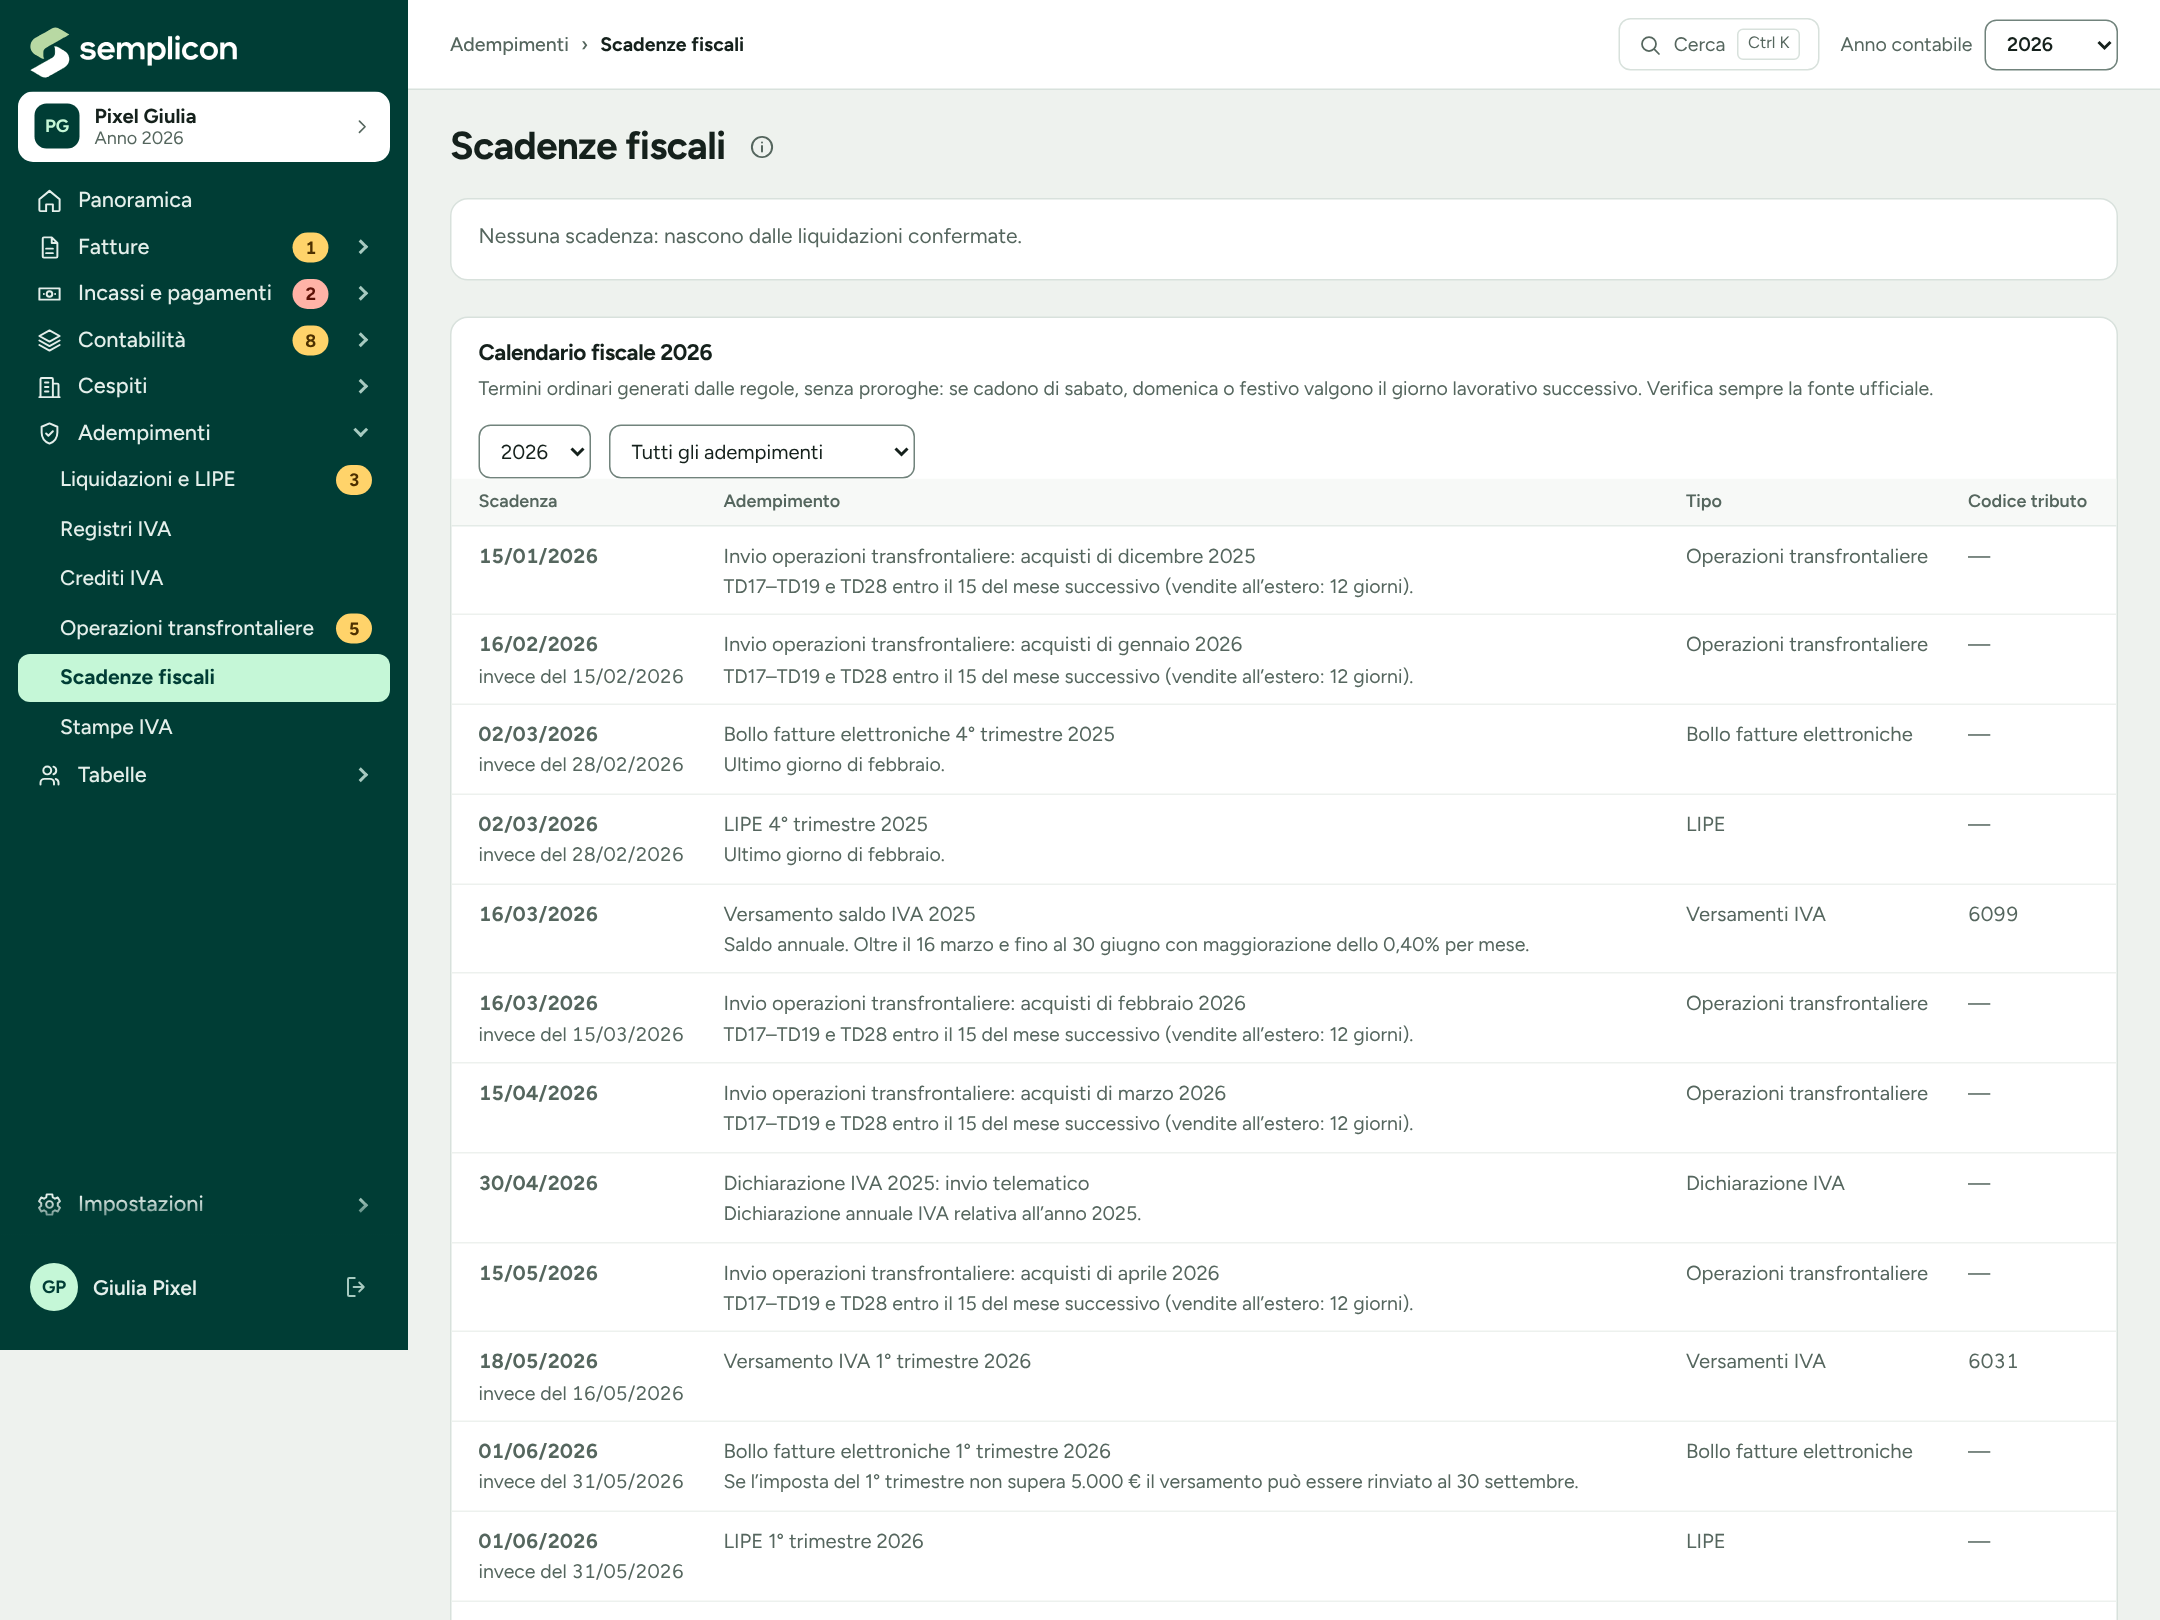 semplicon
PG
Pixel Giulia
Anno 2026
Panoramica
Fatture 1
Incassi e pagamenti 2
Contabilità 8
Cespiti
Adempimenti
Liquidazioni e LIPE 3
Registri IVA
Crediti IVA
Operazioni transfrontaliere 5
Scadenze fiscali
Stampe IVA
Tabelle
Impostazioni
GP Giulia Pixel
Adempimenti › Scadenze fiscali
Cerca Ctrl K
Anno contabile 2026
Scadenze fiscali
Nessuna scadenza: nascono dalle liquidazioni confermate.
Calendario fiscale 2026
Termini ordinari generati dalle regole, senza proroghe: se cadono di sabato, domenica o festivo valgono il giorno lavorativo successivo. Verifica sempre la fonte ufficiale.
2026 Tutti gli adempimenti
Scadenza Adempimento Tipo Codice tributo
15/01/2026 Invio operazioni transfrontaliere: acquisti di dicembre 2025 Operazioni transfrontaliere —
TD17–TD19 e TD28 entro il 15 del mese successivo (vendite all’estero: 12 giorni).
16/02/2026 Invio operazioni transfrontaliere: acquisti di gennaio 2026 Operazioni transfrontaliere —
invece del 15/02/2026 TD17–TD19 e TD28 entro il 15 del mese successivo (vendite all’estero: 12 giorni).
02/03/2026 Bollo fatture elettroniche 4° trimestre 2025 Bollo fatture elettroniche —
invece del 28/02/2026 Ultimo giorno di febbraio.
02/03/2026 LIPE 4° trimestre 2025 LIPE —
invece del 28/02/2026 Ultimo giorno di febbraio.
16/03/2026 Versamento saldo IVA 2025 Versamenti IVA 6099
Saldo annuale. Oltre il 16 marzo e fino al 30 giugno con maggiorazione dello 0,40% per mese.
16/03/2026 Invio operazioni transfrontaliere: acquisti di febbraio 2026 Operazioni transfrontaliere —
invece del 15/03/2026 TD17–TD19 e TD28 entro il 15 del mese successivo (vendite all’estero: 12 giorni).
15/04/2026 Invio operazioni transfrontaliere: acquisti di marzo 2026 Operazioni transfrontaliere —
TD17–TD19 e TD28 entro il 15 del mese successivo (vendite all’estero: 12 giorni).
30/04/2026 Dichiarazione IVA 2025: invio telematico Dichiarazione IVA —
Dichiarazione annuale IVA relativa all’anno 2025.
15/05/2026 Invio operazioni transfrontaliere: acquisti di aprile 2026 Operazioni transfrontaliere —
TD17–TD19 e TD28 entro il 15 del mese successivo (vendite all’estero: 12 giorni).
18/05/2026 Versamento IVA 1° trimestre 2026 Versamenti IVA 6031
invece del 16/05/2026
01/06/2026 Bollo fatture elettroniche 1° trimestre 2026 Bollo fatture elettroniche —
invece del 31/05/2026 Se l’imposta del 1° trimestre non supera 5.000 € il versamento può essere rinviato al 30 settembre.
01/06/2026 LIPE 1° trimestre 2026 LIPE —
invece del 31/05/2026